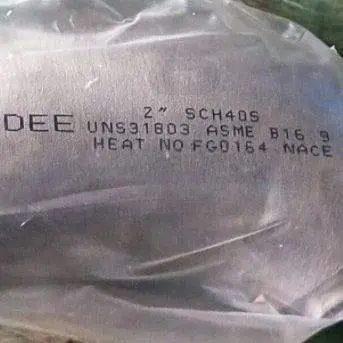 2" SCH40S
DEE UNS31803 ASME B16.9
HEAT NO FG0164 NACE